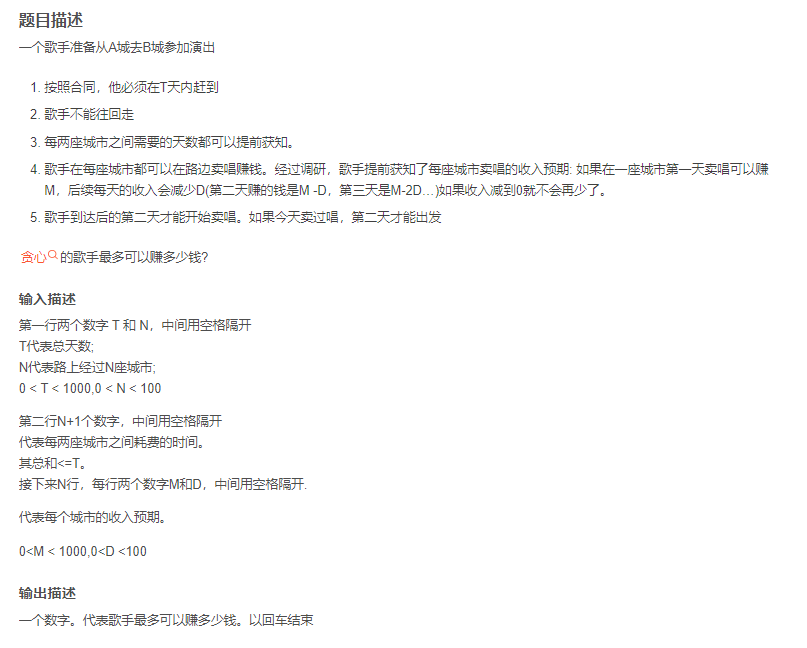 题目描述
一个歌手准备从A城去B城参加演出
1. 按照合同，他必须在T天内赶到
2. 歌手不能往回走
3. 每两座城市之间需要的天数都可以提前获知。
4. 歌手在每座城市都可以在路边卖唱赚钱。经过调研，歌手提前获知了每座城市卖唱的收入预期: 如果在一座城市第一天卖唱可以赚
M，后续每天的收入会减少D(第二天赚的钱是M -D，第三天是M-2D…)如果收入减到0就不会再少了。
5. 歌手到达后的第二天才能开始卖唱。如果今天卖过唱，第二天才能出发
贪心的歌手最多可以赚多少钱?
输入描述
第一行两个数字 T 和 N，中间用空格隔开
T代表总天数;
N代表路上经过N座城市;
0 < T < 1000,0 < N < 100
第二行N+1个数字，中间用空格隔开
代表每两座城市之间耗费的时间。
其总和<=T。
接下来N行，每行两个数字M和D，中间用空格隔开.
代表每个城市的收入预期。
0<M < 1000,0<D <100
输出描述
一个数字。代表歌手最多可以赚多少钱。以回车结束